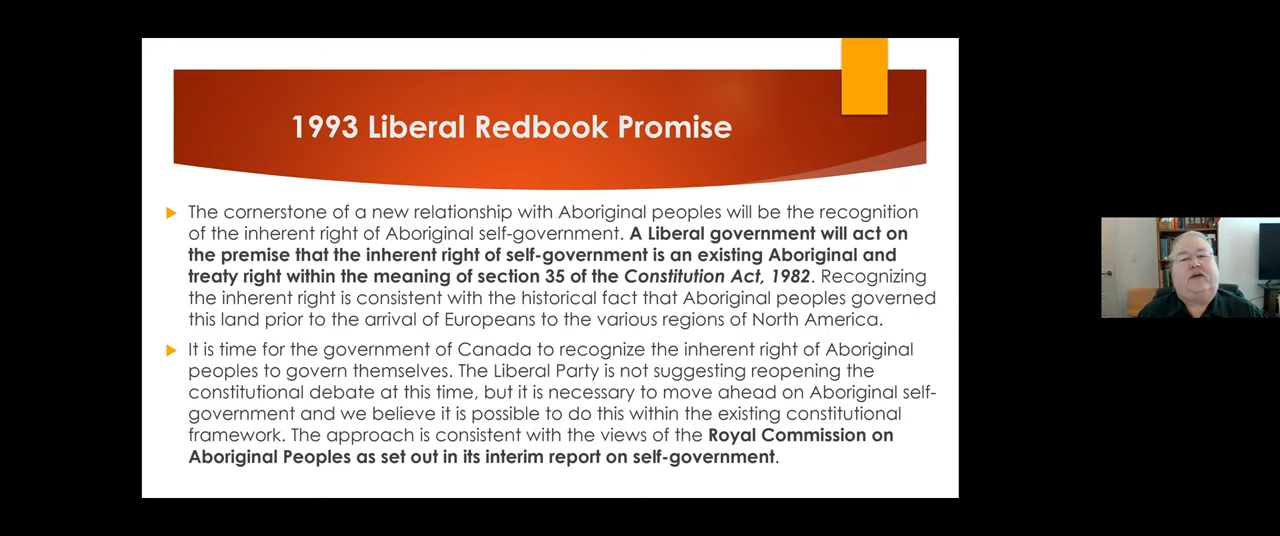 1993 Liberal Redbook Promise
The cornerstone of a new relationship with Aboriginal peoples will be the recognition
of the inherent right of Aboriginal self-government. A Liberal government will act on
the premise that the inherent right of self-government is an existing Aboriginal and
treaty right within the meaning of section 35 of the Constitution Act, 1982. Recognizing
the inherent right is consistent with the historical fact that Aboriginal peoples governed
this land prior to the arrival of Europeans to the various regions of North America.
It is time for the government of Canada to recognize the inherent right of Aboriginal
peoples to govern themselves. The Liberal Party is not suggesting reopening the
constitutional debate at this time, but it is necessary to move ahead on Aboriginal self-
government and we believe it is possible to do this within the existing constitutional
framework. The approach is consistent with the views of the Royal Commission on
Aboriginal Peoples as set out in its interim report on self-government.